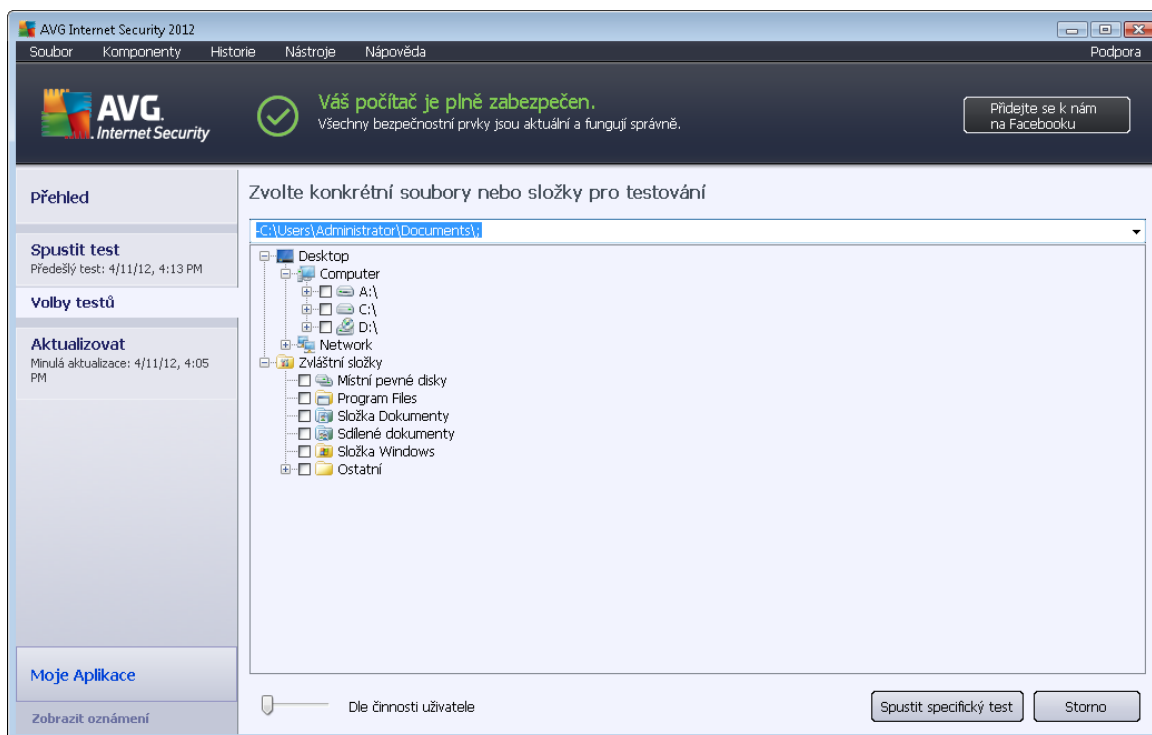 AVG Internet Security 2012
Soubor Komponenty Historie Nástroje Nápověda Podpora
AVG.
Internet Security
Váš počítač je plně zabezpečen.
Všechny bezpečnostní prvky jsou aktuální a fungují správně.
Přidejte se k nám
na Facebooku
Přehled
Spustit test
Předešlý test: 4/11/12, 4:13 PM
Volby testů
Aktualizovat
Minulá aktualizace: 4/11/12, 4:05
PM
Moje Aplikace
Zobrazit oznámení
Zvolte konkrétní soubory nebo složky pro testování
-C:\Users\Administrator\Documents\;
Desktop
Computer
A:\
C:\
D:\
Network
Zvláštní složky
Místní pevné disky
Program Files
Složka Dokumenty
Sdílené dokumenty
Složka Windows
Ostatní
Dle činnosti uživatele
Spustit specifický test
Storno